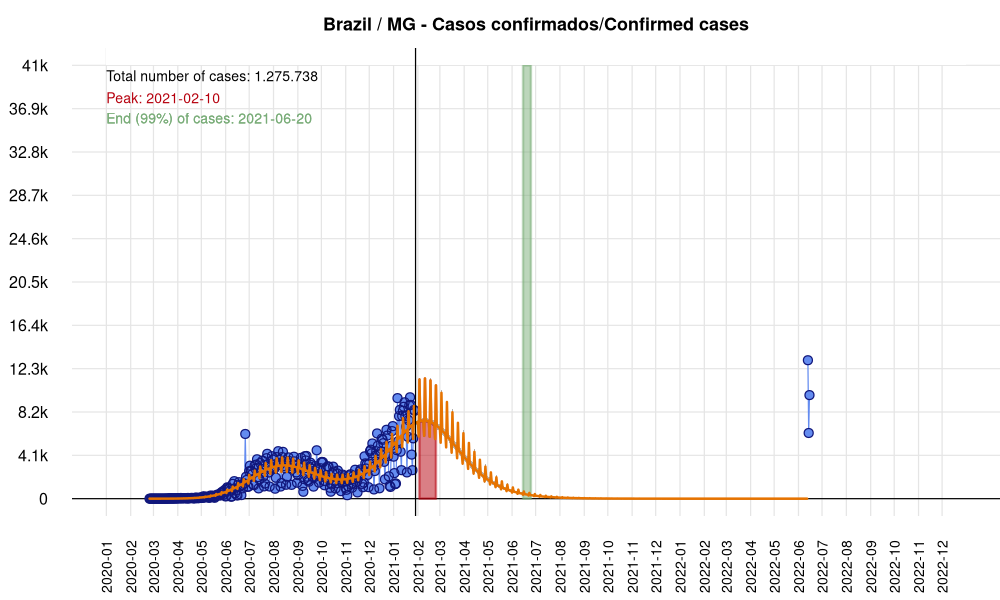 Brazil / MG - Casos confirmados/Confirmed cases
41k
Total number of cases: 1.275.738
Peak: 2021-02-10
End (99%) of cases: 2021-06-20
36.9k
32.8k
28.7k
24.6k
20.5k
16.4k
12.3k
8.2k
4.1k
0
2020-01
2020-02
2020-03
2020-04
2020-05
2020-06
2020-07
2020-08
2020-09
2020-10
2020-11
2020-12
2021-01
2021-02
2021-03
2021-04
2021-05
2021-06
2021-07
2021-08
2021-09
2021-10
2021-11
2021-12
2022-01
2022-02
2022-03
2022-04
2022-05
2022-06
2022-07
2022-08
2022-09
2022-10
2022-11
2022-12